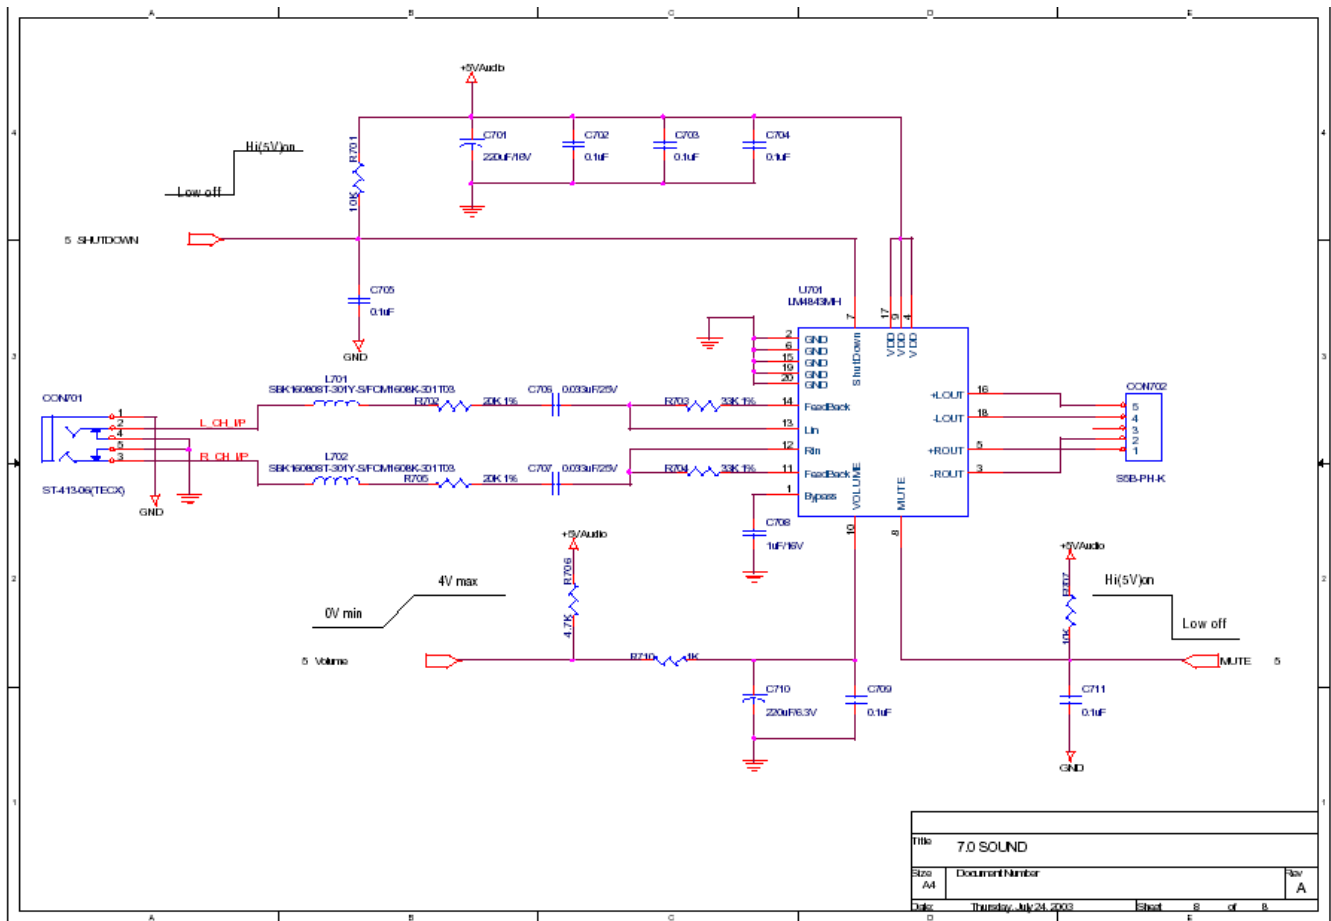 A B C D E
+5VAudio
4 4
R701
10K
C701
220uF/16V
C702
0.1uF
C703
0.1uF
C704
0.1uF
Hi(5V)on
Low off
5 SHUTDOWN
C705
0.1uF
GND
U701
LM4843MH
7 17 9 4
ShutDown
VDD VDD VDD
3 3
2 GND
6 GND
15 GND
19 GND
20 GND
14 FeedBack
13 Lin
12 Rin
11 FeedBack
1 Bypass
10 VOLUME
8 MUTE
+LOUT 16
-LOUT 18
+ROUT 5
-ROUT 3
CON702
5
4
3
2
1
S5B-PH-K
L701
SBK160808T-301Y-S/FCM1608K-301T03
R702 20K 1%
C706 0.033uF/25V
R703 33K 1%
CON701
1
2
4
5
3
L_CH_I/P
R_CH_I/P
ST-413-06(TECX)
GND
L702
SBK160808T-301Y-S/FCM1608K-301T03
R705 20K 1%
C707 0.033uF/25V
R704 33K 1%
C708
1uF/16V
+5VAudio
R706
4.7K
4V max
0V min
5 Volume
R710 1K
C710
220uF/6.3V
C709
0.1uF
+5VAudio
R707
10K
Hi(5V)on
Low off
MUTE 5
C711
0.1uF
GND
2 2
1 1
Title 7.0 SOUND
Size A4
Document Number
Rev A
Date: Thursday, July 24, 2003
Sheet 8 of 8
A B C D E